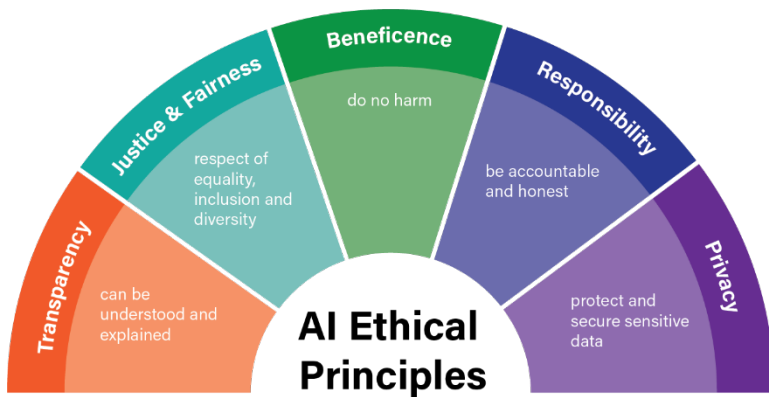 Transparency
can be
understood and
explained
Justice & Fairness
respect of
equality,
inclusion and
diversity
Beneficence
do no harm
Responsibility
be accountable
and honest
Privacy
protect and
secure sensitive
data
AI Ethical
Principles